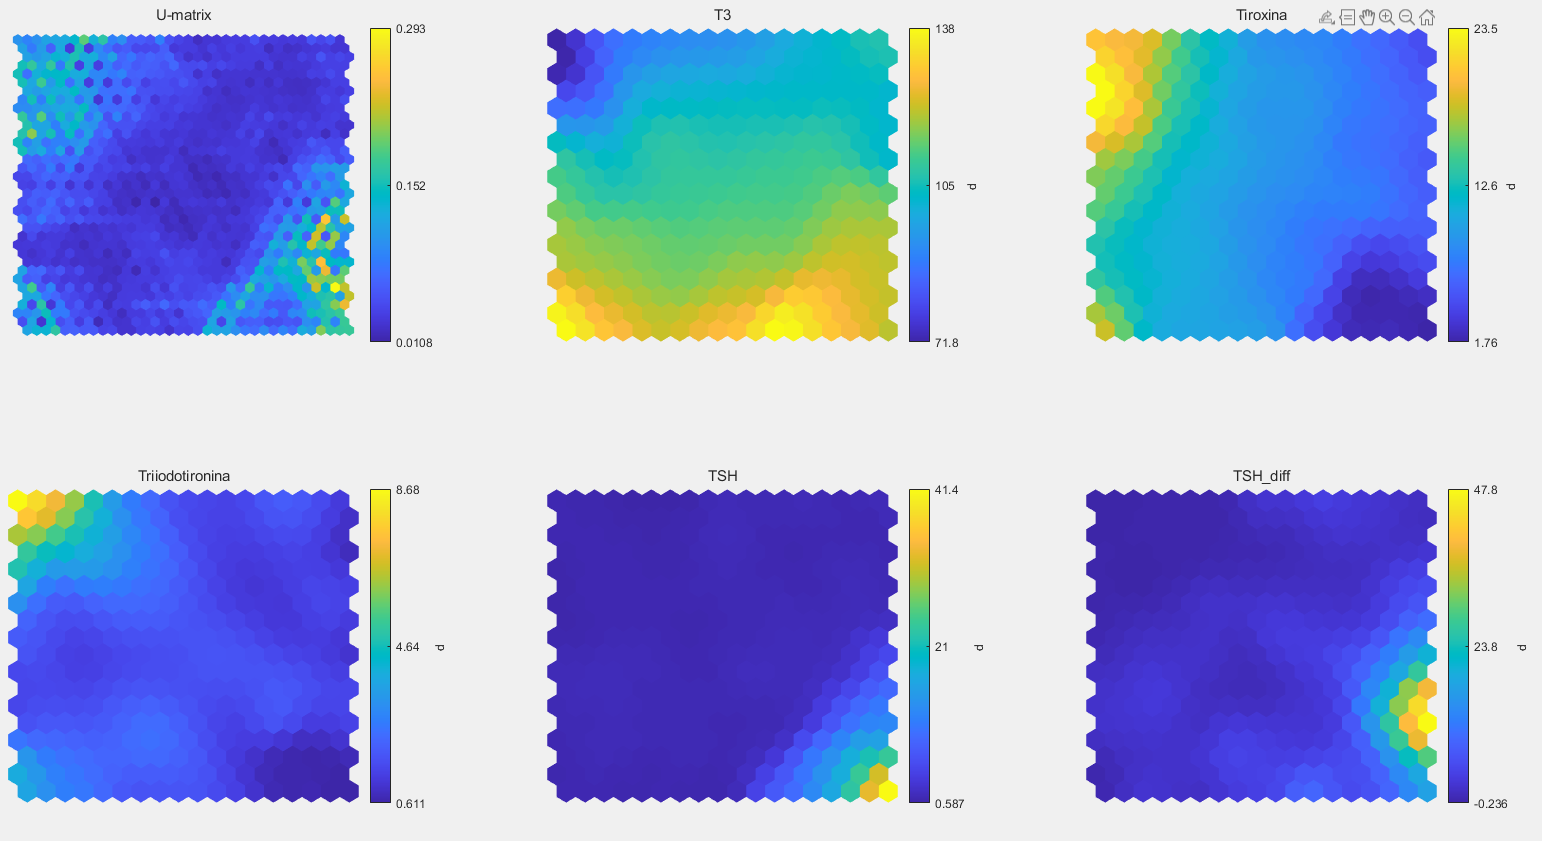 U-matrix
0.293
0.152
0.0108
T3
138
105
d
71.8
Tiroxina
23.5
12.6
d
1.76
Triiodotironina
8.68
4.64
d
0.611
TSH
41.4
21
d
0.587
TSH_diff
47.8
23.8
d
-0.236